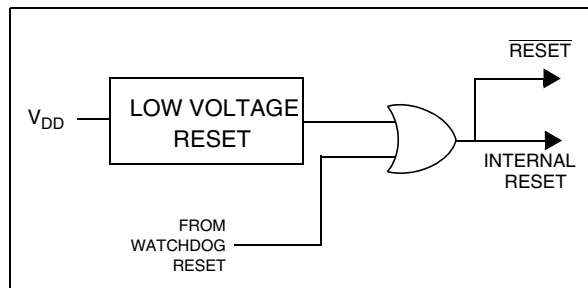 RESET
V_DD
LOW VOLTAGE
RESET
INTERNAL
RESET
FROM
WATCHDOG
RESET